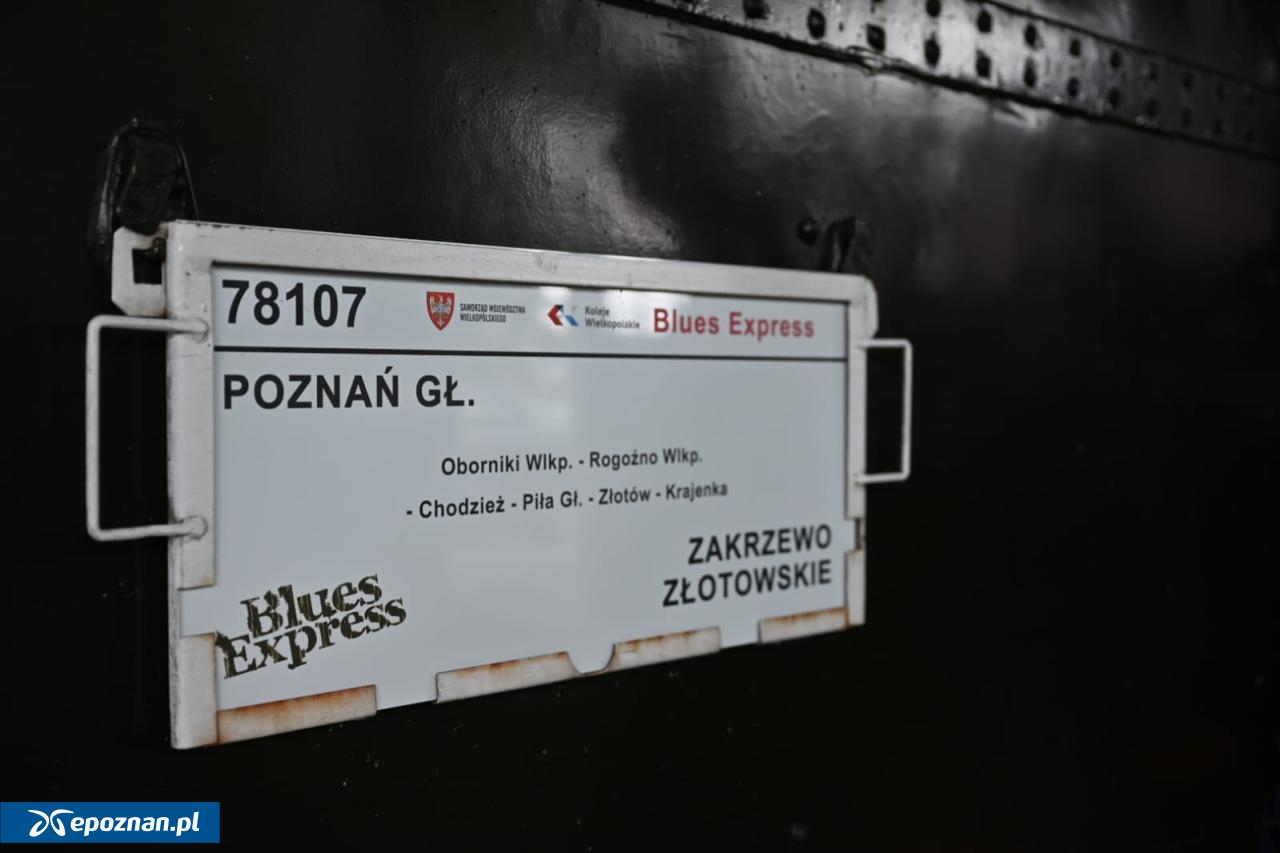 78107
SAMORZĄD WOJEWÓDZTWA
WIELKOPOLSKIEGO
Koleje
Wielkopolskie
Blues Express
POZNAŃ GŁ.
Oborniki Wlkp. - Rogoźno Wlkp.
- Chodzież - Piła Gł. - Złotów - Krajenka
ZAKRZEWO
ZŁOTOWSKIE
Blues
Express
epoznan.pl